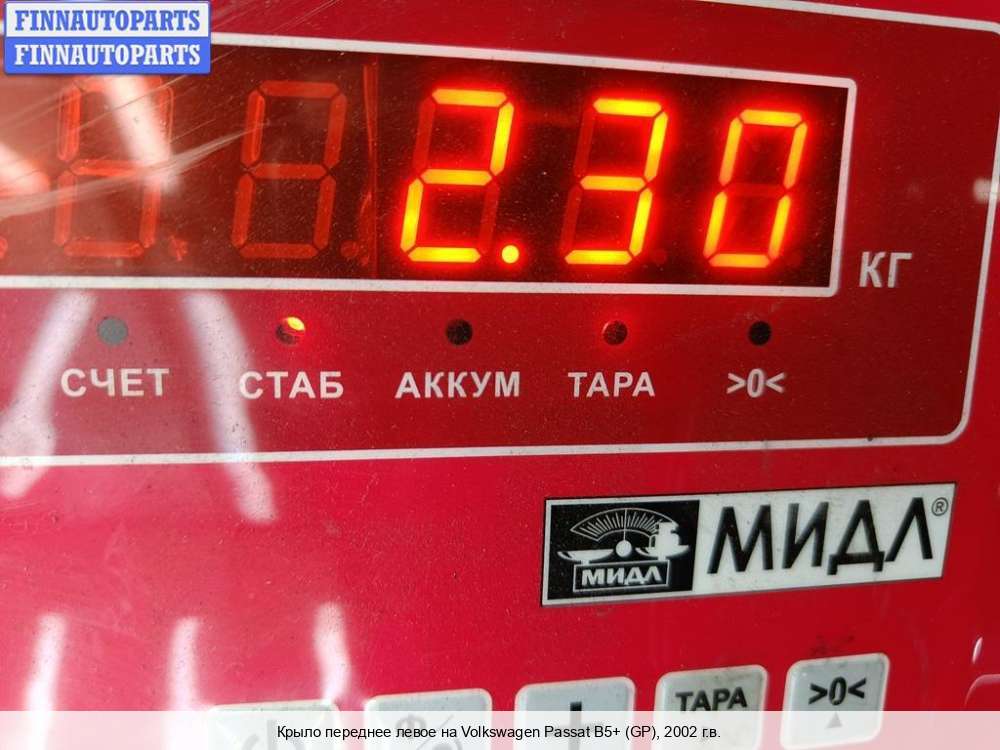 FINNAUTOPARTS
FINNAUTOPARTS
2.30
КГ
СЧЕТ СТАБ АККУМ ТАРА >0<
МИДЛ МИДЛ®
ТАРА >0<
Крыло переднее левое на Volkswagen Passat B5+ (GP), 2002 г.в.